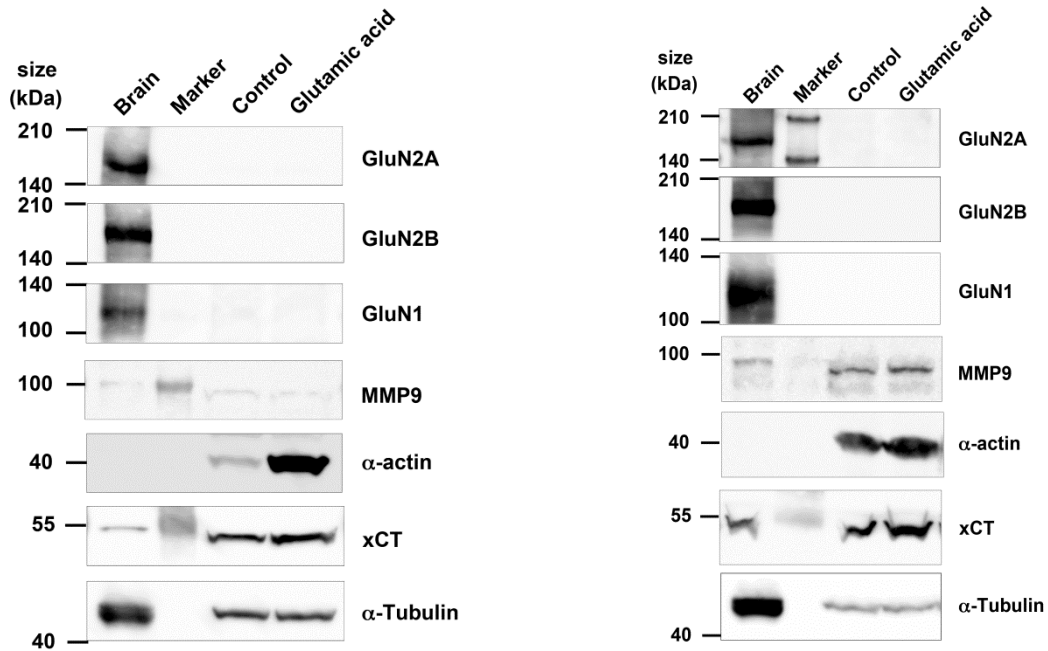 size
(kDa)
Brain
Marker
Control
Glutamic acid
210
GluN2A
140
210
GluN2B
140
140
GluN1
100
100
MMP9
40
α-actin
55
xCT
α-Tubulin
40
size
(kDa)
Brain
Marker
Control
Glutamic acid
210
GluN2A
140
210
GluN2B
140
140
GluN1
100
100
MMP9
40
α-actin
55
xCT
α-Tubulin
40